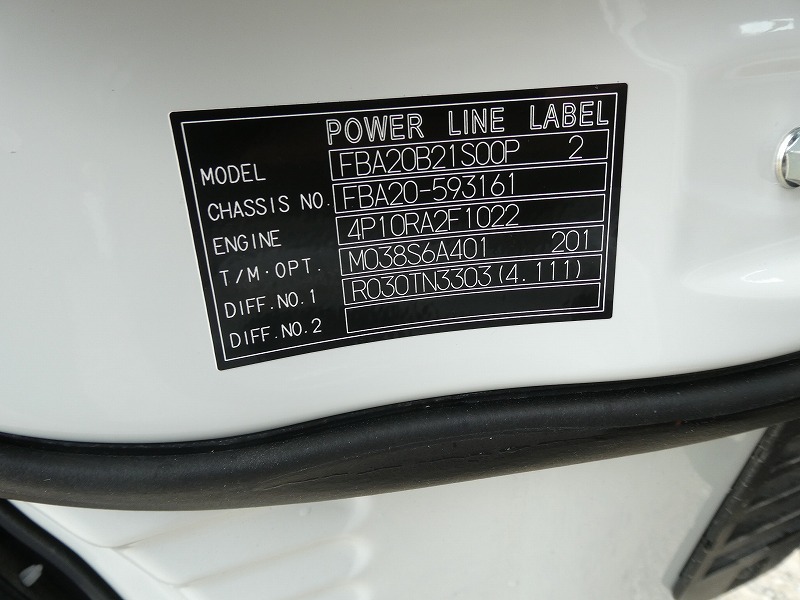 POWER LINE LABEL
MODEL FBA20B21S00P 2
CHASSIS NO. FBA20-593161
ENGINE 4P10RA2F1022
T/M·OPT. M038S6A401 201
DIFF.NO.1 R030TN3303(4.111)
DIFF.NO.2